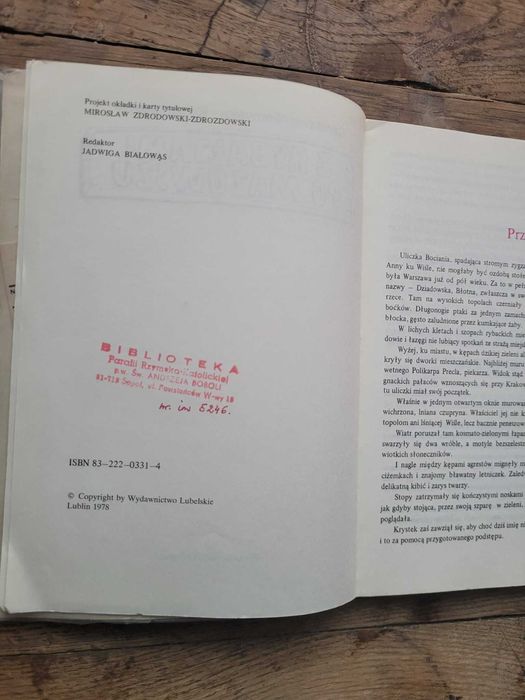 Projekt okładki i karty tytułowej
MIROSŁAW ZDRODOWSKI-ZDROZDOWSKI
Redaktor
JADWIGA BIAŁOWĄS
BIBLIOTEKA
Parafii Rzymsko-Katolickiej
p.w. Św. ANDRZEJA BOBOLI
81-718 Sopot, ul. Powstańców W-wy 15
5246.
ISBN 83—222—0331—4
© Copyright by Wydawnictwo Lubelskie
Lublin 1978
Prz
Uliczka Bociania, spadająca stromym zygza
Anny ku Wiśle, nie mogłaby być ozdobą stołe
była Warszawa już od pół wieku. Za to w peł
nazwy – Dziadowska, Błotna, zwłaszcza w sw
rzece. Tam na wysokich topolach czerniały
boćków. Długonogie ptaki za jednym zamach
błocka, gęsto zaludnione przez kumkające żaby.
W lichych kletach i szopach rybackich mie
dowie i łazęgi nie lubiący spotkań ze strażą miejsk
Wyżej, ku miastu, w kępach dzikiej zieleni a
kryły się dworki mieszczańskie. Najbliżej muru
wetnego Polikarpa Precla, piekarza. Widok stąd
gnackich pałaców wznoszących się przy Krakow
tu uliczki miał swój początek.
Właśnie w jednym otwartym oknie murowa
wichrzona, lniana czupryna. Właściciel jej nie k
topolom ani lśniącej Wiśle, lecz bacznie penetrow
Wiatr poruszał tam kosmato-zielonymi łapa
swarzyły się dwa wróble, a motyle bezszelest
wiotkich słoneczników.
I nagle między kępami agrestów mignęły m
ciżemkach i znajomy bławatny letniczek. Zaled
delikatną kibić i zarys twarzy.
Stopy zatrzymały się kończystymi noskami
jak gdyby stojąca, przez swoją szparę w zieleni,
poglądała.
Krystek zaś zawziął się, aby choć dziś imię n
i to za pomocą przygotowanego podstępu.